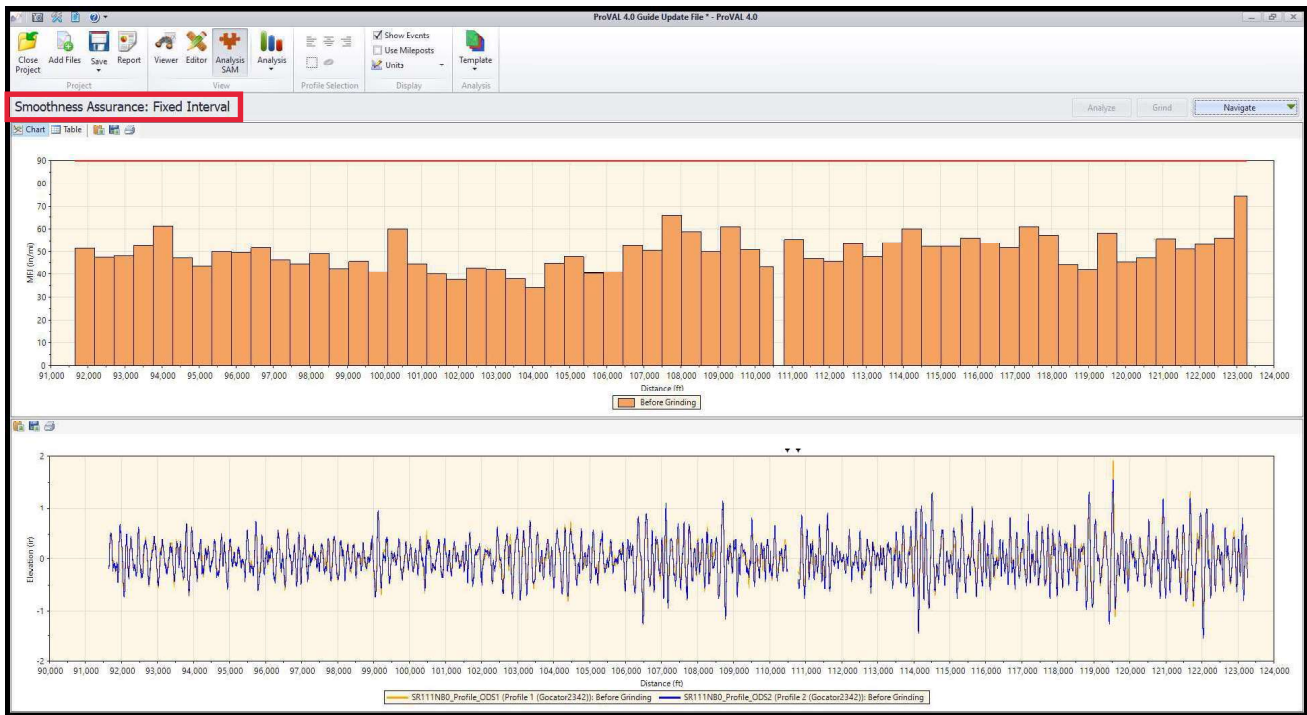 ProVAL 4.0 Guide Update File * - ProVAL 4.0
Close Project
Add Files
Save
Report
Viewer
Editor
Analysis SAM
Analysis
Show Events
Use Mileposts
Units
Template
Project
View
Profile Selection
Display
Analysis
Smoothness Assurance: Fixed Interval
Analyze
Grind
Navigate
Chart
Table
90
80
70
60
50
40
30
20
10
0
MRI (in/mi)
91,000 92,000 93,000 94,000 95,000 96,000 97,000 98,000 99,000 100,000 101,000 102,000 103,000 104,000 105,000 106,000 107,000 108,000 109,000 110,000 111,000 112,000 113,000 114,000 115,000 116,000 117,000 118,000 119,000 120,000 121,000 122,000 123,000 124,000
Distance (ft)
Before Grinding
2
1
0
-1
-2
Elevation (in)
90,000 91,000 92,000 93,000 94,000 95,000 96,000 97,000 98,000 99,000 100,000 101,000 102,000 103,000 104,000 105,000 106,000 107,000 108,000 109,000 110,000 111,000 112,000 113,000 114,000 115,000 116,000 117,000 118,000 119,000 120,000 121,000 122,000 123,000 124,000
Distance (ft)
SR111NB0_Profile_ODS1 (Profile 1 (Gocator2342)): Before Grinding
SR111NB0_Profile_ODS2 (Profile 2 (Gocator2342)): Before Grinding